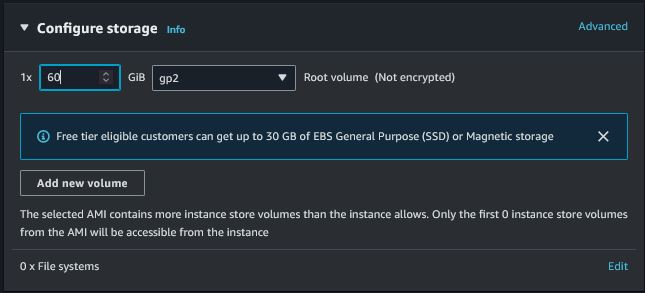 Configure storage Info Advanced
1x 60 GiB gp2 Root volume (Not encrypted)
Free tier eligible customers can get up to 30 GB of EBS General Purpose (SSD) or Magnetic storage
Add new volume
The selected AMI contains more instance store volumes than the instance allows. Only the first 0 instance store volumes
from the AMI will be accessible from the instance
0 x File systems Edit